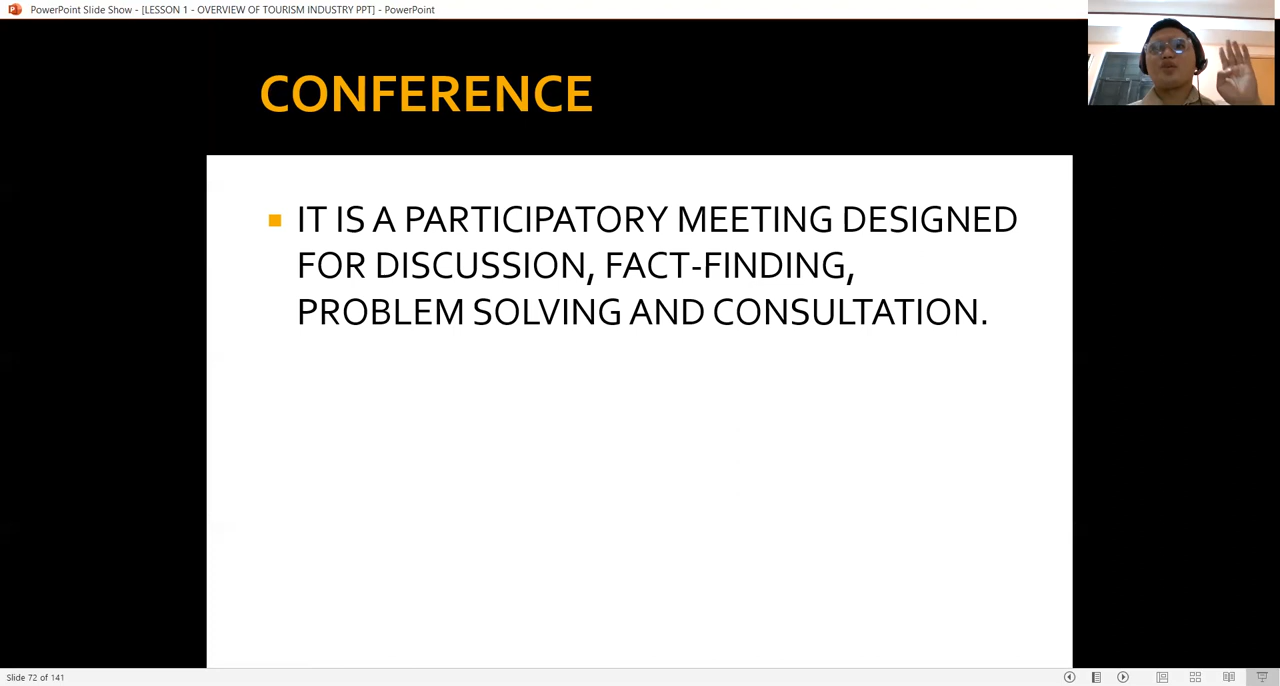 PowerPoint Slide Show - [LESSON 1 - OVERVIEW OF TOURISM INDUSTRY PPT] - PowerPoint
CONFERENCE
IT IS A PARTICIPATORY MEETING DESIGNED
FOR DISCUSSION, FACT-FINDING,
PROBLEM SOLVING AND CONSULTATION.
Slide 72 of 141